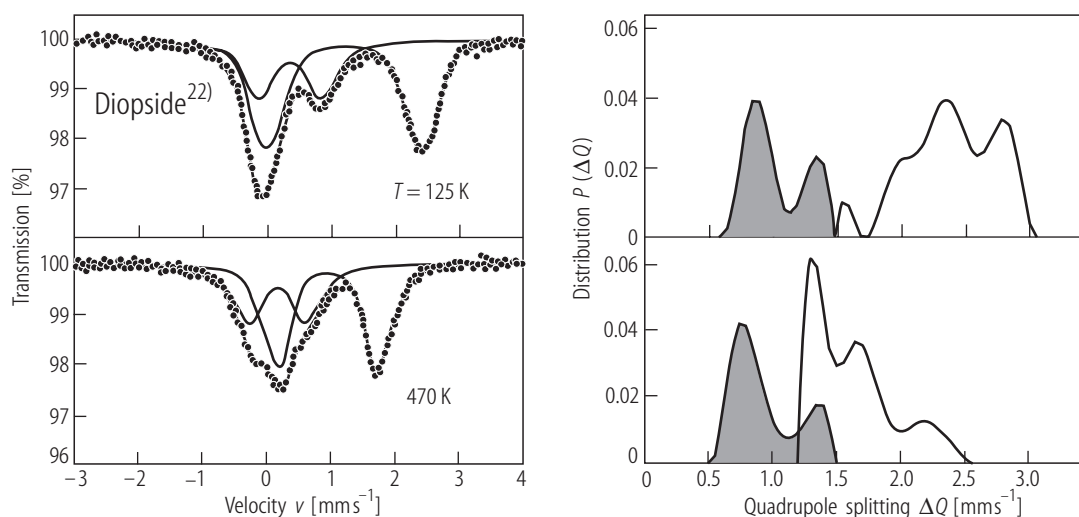 100
99
98
97
Diopside²²⁾
T = 125 K
100
99
98
97
96
470 K
−3 −2 −1 0 1 2 3 4
Velocity v [mm s⁻¹]
Transmission [%]
0.06
0.04
0.02
0
0.06
0.04
0.02
0
0 0.5 1.0 1.5 2.0 2.5 3.0
Quadrupole splitting ΔQ [mm s⁻¹]
Distribution P (ΔQ)